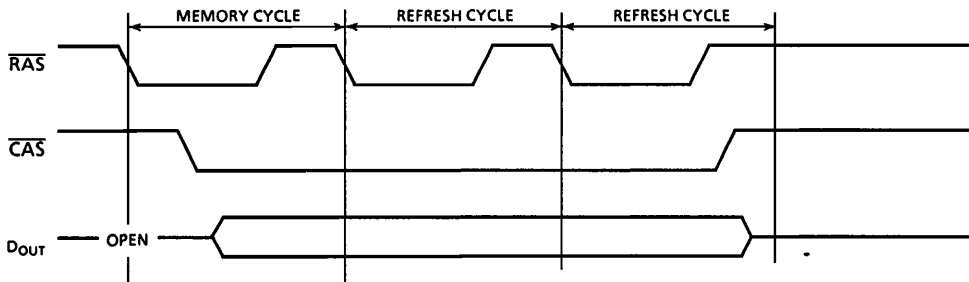 MEMORY CYCLE REFRESH CYCLE REFRESH CYCLE
RAS
CAS
DOUT OPEN